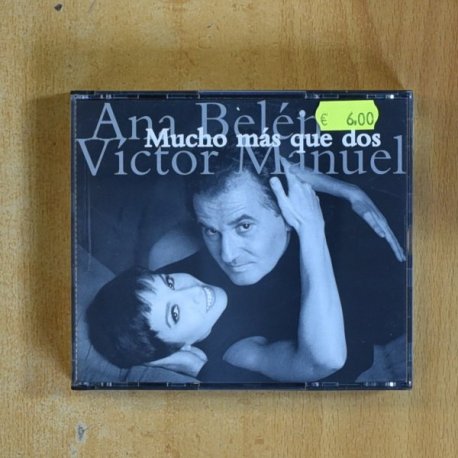 Ana Belén
Mucho más que dos
Víctor Manuel
€ 6,00